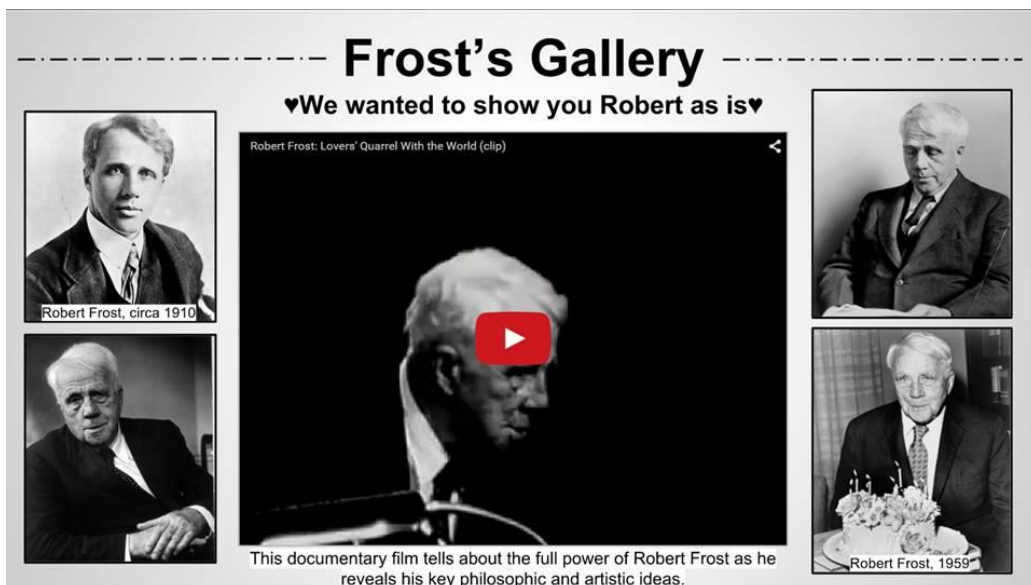 Frost’s Gallery
♥We wanted to show you Robert as is♥
Robert Frost: Lovers' Quarrel With the World (clip)
Robert Frost, circa 1910
Robert Frost, 1959
This documentary film tells about the full power of Robert Frost as he
reveals his key philosophic and artistic ideas.